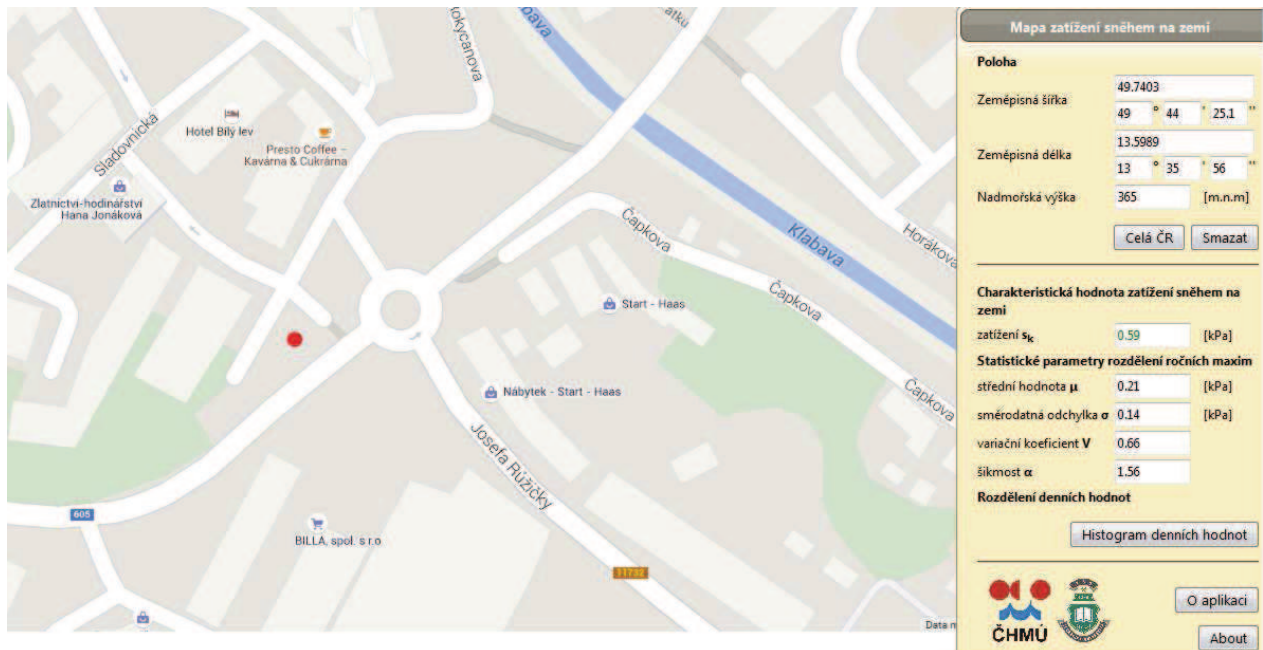 okycanova
Klabava
atku
Sladovnická
Hotel Bílý lev
Presto Coffee –
Kavárna & Cukrárna
Zlatnictví-hodinářství
Hana Jonáková
Čapkova
Klabava
Horákova
Start - Haas
Čapkova
Nábytek - Start - Haas
Čapkova
Josefa Růžičky
605
BILLA, spol. s r.o
11732
Data m
Mapa zatížení sněhem na zemi
Poloha
49.7403
Zeměpisná šířka
49 ° 44 ' 25.1 "
13.5989
Zeměpisná délka
13 ° 35 ' 56 "
Nadmořská výška 365 [m.n.m]
Celá ČR Smazat
Charakteristická hodnota zatížení sněhem na
zemi
zatížení sk 0.59 [kPa]
Statistické parametry rozdělení ročních maxim
střední hodnota μ 0.21 [kPa]
směrodatná odchylka σ 0.14 [kPa]
variační koeficient V 0.66
šikmost α 1.56
Rozdělení denních hodnot
Histogram denních hodnot
ČHMÚ
O aplikaci
About